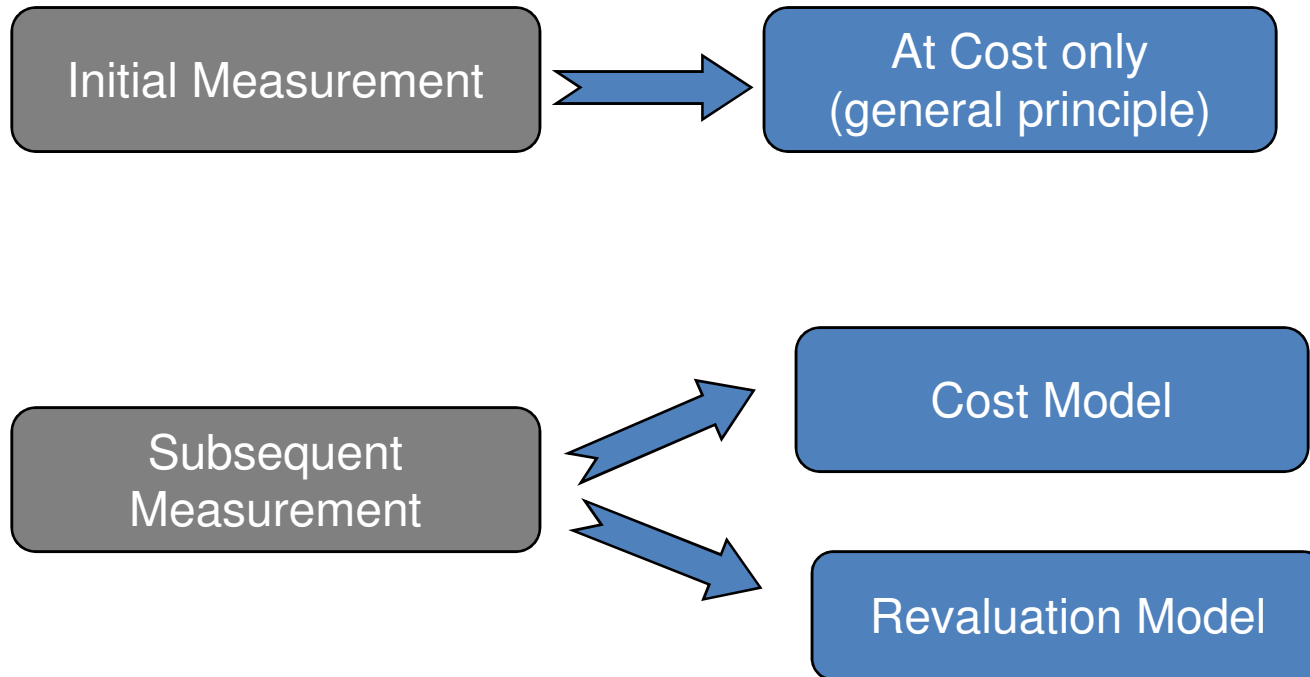 Initial Measurement
At Cost only
(general principle)
Subsequent
Measurement
Cost Model
Revaluation Model